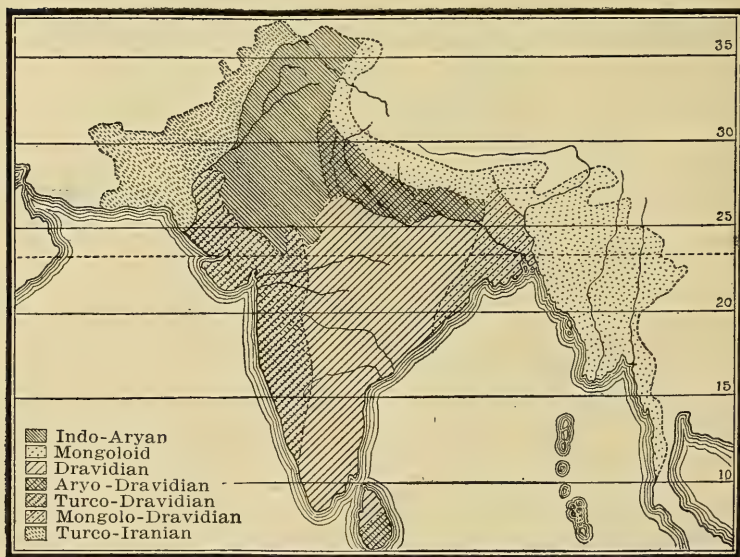 35
30
25
20
15
10
Indo-Aryan
Mongoloid
Dravidian
Aryo-Dravidian
Turco-Dravidian
Mongolo-Dravidian
Turco-Iranian